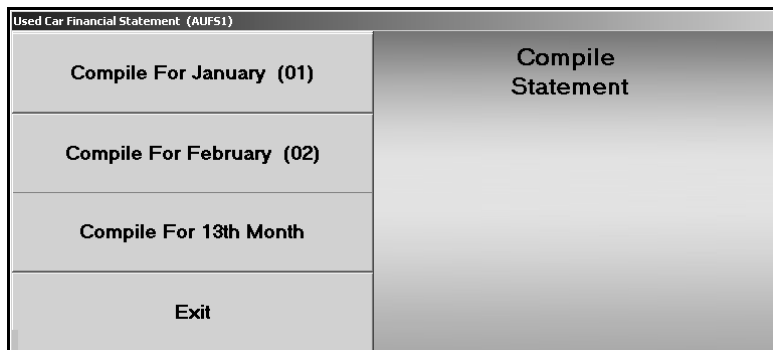 Used Car Financial Statement (AUFS1)
Compile For January (01)
Compile
Statement
Compile For February (02)
Compile For 13th Month
Exit